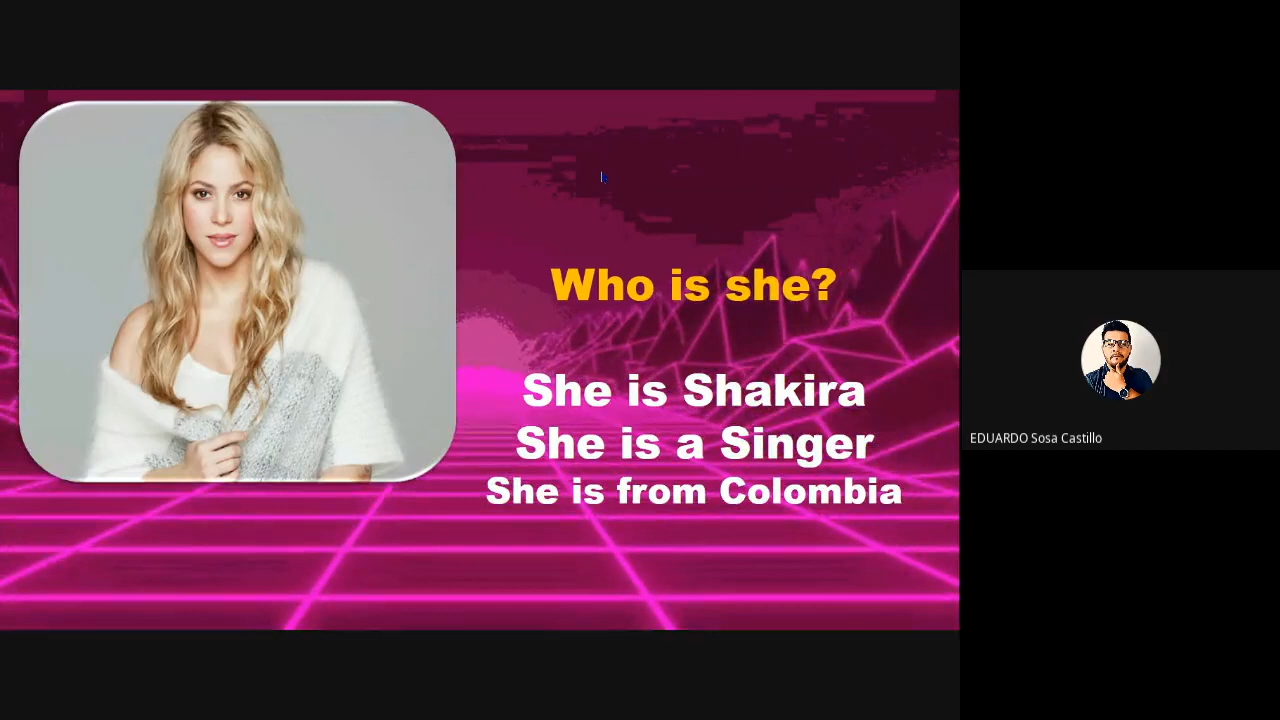 Who is she?
She is Shakira
She is a Singer
She is from Colombia
EDUARDO Sosa Castillo